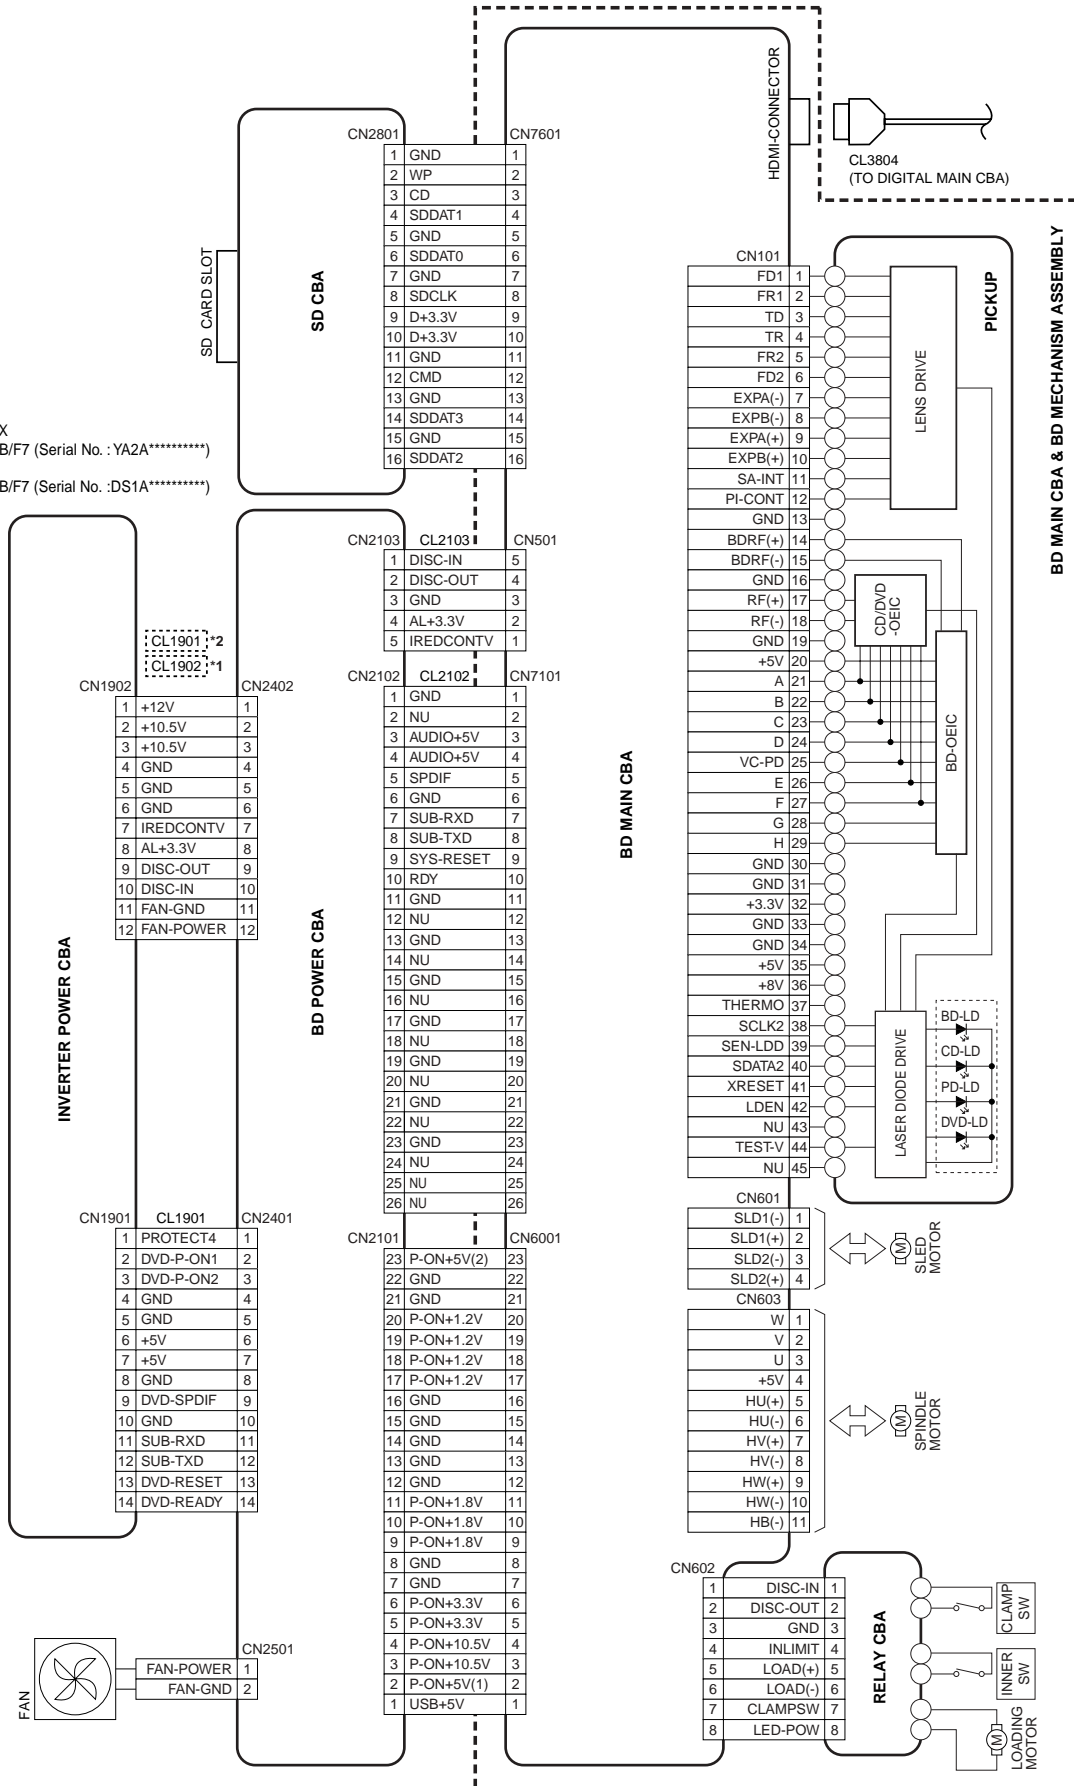 X
B/F7 (Serial No. : YA2A**********)
B/F7 (Serial No. :DS1A**********)
SD CARD SLOT
SD CBA
CN2801 CN7601
1 GND 1
2 WP 2
3 CD 3
4 SDDAT1 4
5 GND 5
6 SDDAT0 6
7 GND 7
8 SDCLK 8
9 D+3.3V 9
10 D+3.3V 10
11 GND 11
12 CMD 12
13 GND 13
14 SDDAT3 14
15 GND 15
16 SDDAT2 16
HDMI-CONNECTOR
CL3804
(TO DIGITAL MAIN CBA)
BD MAIN CBA & BD MECHANISM ASSEMBLY
INVERTER POWER CBA
CL1901 *2
CL1902 *1
CN1902 CN2402
1 +12V 1
2 +10.5V 2
3 +10.5V 3
4 GND 4
5 GND 5
6 GND 6
7 IREDCONTV 7
8 AL+3.3V 8
9 DISC-OUT 9
10 DISC-IN 10
11 FAN-GND 11
12 FAN-POWER 12
CN1901 CL1901 CN2401
1 PROTECT4 1
2 DVD-P-ON1 2
3 DVD-P-ON2 3
4 GND 4
5 GND 5
6 +5V 6
7 +5V 7
8 GND 8
9 DVD-SPDIF 9
10 GND 10
11 SUB-RXD 11
12 SUB-TXD 12
13 DVD-RESET 13
14 DVD-READY 14
FAN
CN2501
FAN-POWER 1
FAN-GND 2
BD POWER CBA
CN2103 CL2103 CN501
1 DISC-IN 5
2 DISC-OUT 4
3 GND 3
4 AL+3.3V 2
5 IREDCONTV 1
CN2102 CL2102 CN7101
1 GND 1
2 NU 2
3 AUDIO+5V 3
4 AUDIO+5V 4
5 SPDIF 5
6 GND 6
7 SUB-RXD 7
8 SUB-TXD 8
9 SYS-RESET 9
10 RDY 10
11 GND 11
12 NU 12
13 GND 13
14 NU 14
15 GND 15
16 NU 16
17 GND 17
18 NU 18
19 GND 19
20 NU 20
21 GND 21
22 NU 22
23 GND 23
24 NU 24
25 NU 25
26 NU 26
CN2101 CN6001
23 P-ON+5V(2) 23
22 GND 22
21 GND 21
20 P-ON+1.2V 20
19 P-ON+1.2V 19
18 P-ON+1.2V 18
17 P-ON+1.2V 17
16 GND 16
15 GND 15
14 GND 14
13 GND 13
12 GND 12
11 P-ON+1.8V 11
10 P-ON+1.8V 10
9 P-ON+1.8V 9
8 GND 8
7 GND 7
6 P-ON+3.3V 6
5 P-ON+3.3V 5
4 P-ON+10.5V 4
3 P-ON+10.5V 3
2 P-ON+5V(1) 2
1 USB+5V 1
BD MAIN CBA
CN101
FD1 1
FR1 2
TD 3
TR 4
FR2 5
FD2 6
EXPA(-) 7
EXPB(-) 8
EXPA(+) 9
EXPB(+) 10
SA-INT 11
PI-CONT 12
GND 13
BDRF(+) 14
BDRF(-) 15
GND 16
RF(+) 17
RF(-) 18
GND 19
+5V 20
A 21
B 22
C 23
D 24
VC-PD 25
E 26
F 27
G 28
H 29
GND 30
GND 31
+3.3V 32
GND 33
GND 34
+5V 35
+8V 36
THERMO 37
SCLK2 38
SEN-LDD 39
SDATA2 40
XRESET 41
LDEN 42
NU 43
TEST-V 44
NU 45
PICKUP
LENS DRIVE
CD/DVD
-OEIC
BD-OEIC
LASER DIODE DRIVE
BD-LD
CD-LD
PD-LD
DVD-LD
CN601
SLD1(-) 1
SLD1(+) 2
SLD2(-) 3
SLD2(+) 4
M
SLED
MOTOR
CN603
W 1
V 2
U 3
+5V 4
HU(+) 5
HU(-) 6
HV(+) 7
HV(-) 8
HW(+) 9
HW(-) 10
HB(-) 11
M
SPINDLE
MOTOR
CN602
1 DISC-IN 1
2 DISC-OUT 2
3 GND 3
4 INLIMIT 4
5 LOAD(+) 5
6 LOAD(-) 6
7 CLAMPSW 7
8 LED-POW 8
RELAY CBA
CLAMP
SW
INNER
SW
M
LOADING
MOTOR